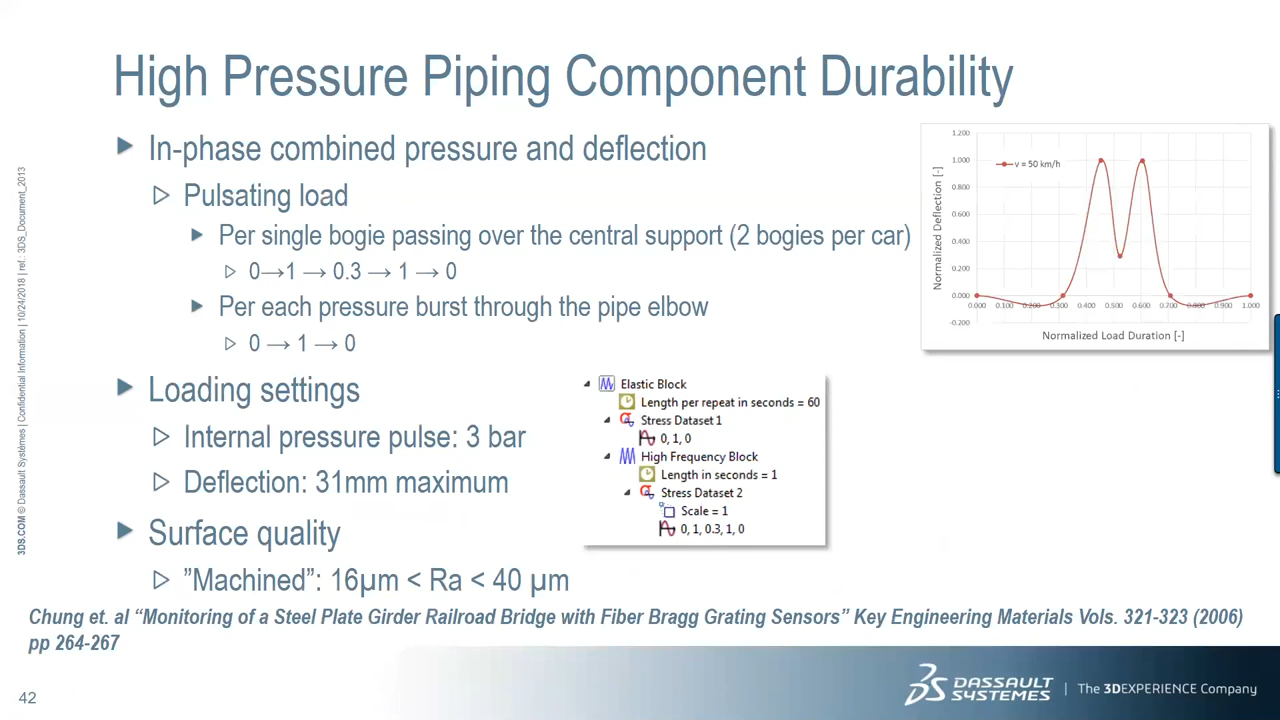 High Pressure Piping Component Durability
In-phase combined pressure and deflection
Pulsating load
Per single bogie passing over the central support (2 bogies per car)
0→1 → 0.3 → 1 → 0
Per each pressure burst through the pipe elbow
0 → 1 → 0
Loading settings
Internal pressure pulse: 3 bar
Deflection: 31mm maximum
Surface quality
”Machined”: 16µm < Ra < 40 µm
1.200
1.000
0.800
0.600
0.400
0.200
0.000
-0.200
v = 50 km/h
Normalized Deflection [-]
0.000 0.100 0.200 0.300 0.400 0.500 0.600 0.700 0.800 0.900 1.000
Normalized Load Duration [-]
Elastic Block
Length per repeat in seconds = 60
Stress Dataset 1
0, 1, 0
High Frequency Block
Length in seconds = 1
Stress Dataset 2
Scale = 1
0, 1, 0.3, 1, 0
Chung et. al “Monitoring of a Steel Plate Girder Railroad Bridge with Fiber Bragg Grating Sensors” Key Engineering Materials Vols. 321-323 (2006)
pp 264-267
3DS.COM © Dassault Systèmes | Confidential Information | 10/24/2018 | ref.: 3DS_Document_2013
42
DASSAULT
SYSTEMES
The 3DEXPERIENCE Company